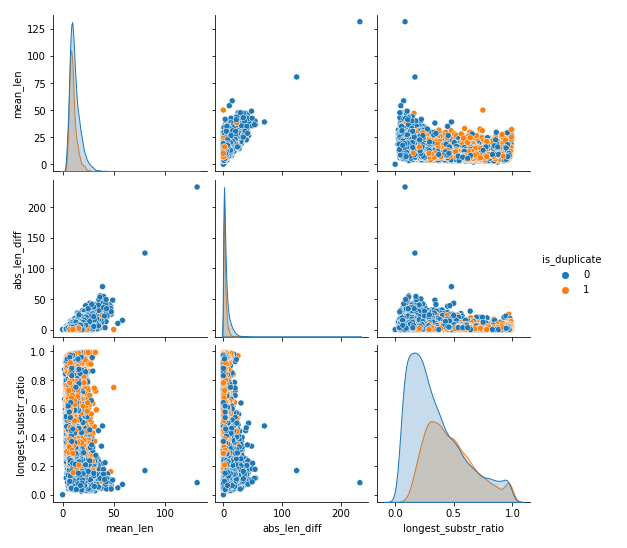 mean_len
125
100
75
50
25
0
abs_len_diff
200
150
100
50
0
is_duplicate
0
1
longest_substr_ratio
1.0
0.8
0.6
0.4
0.2
0.0
0 50 100
mean_len
0 100 200
abs_len_diff
0.0 0.5 1.0
longest_substr_ratio